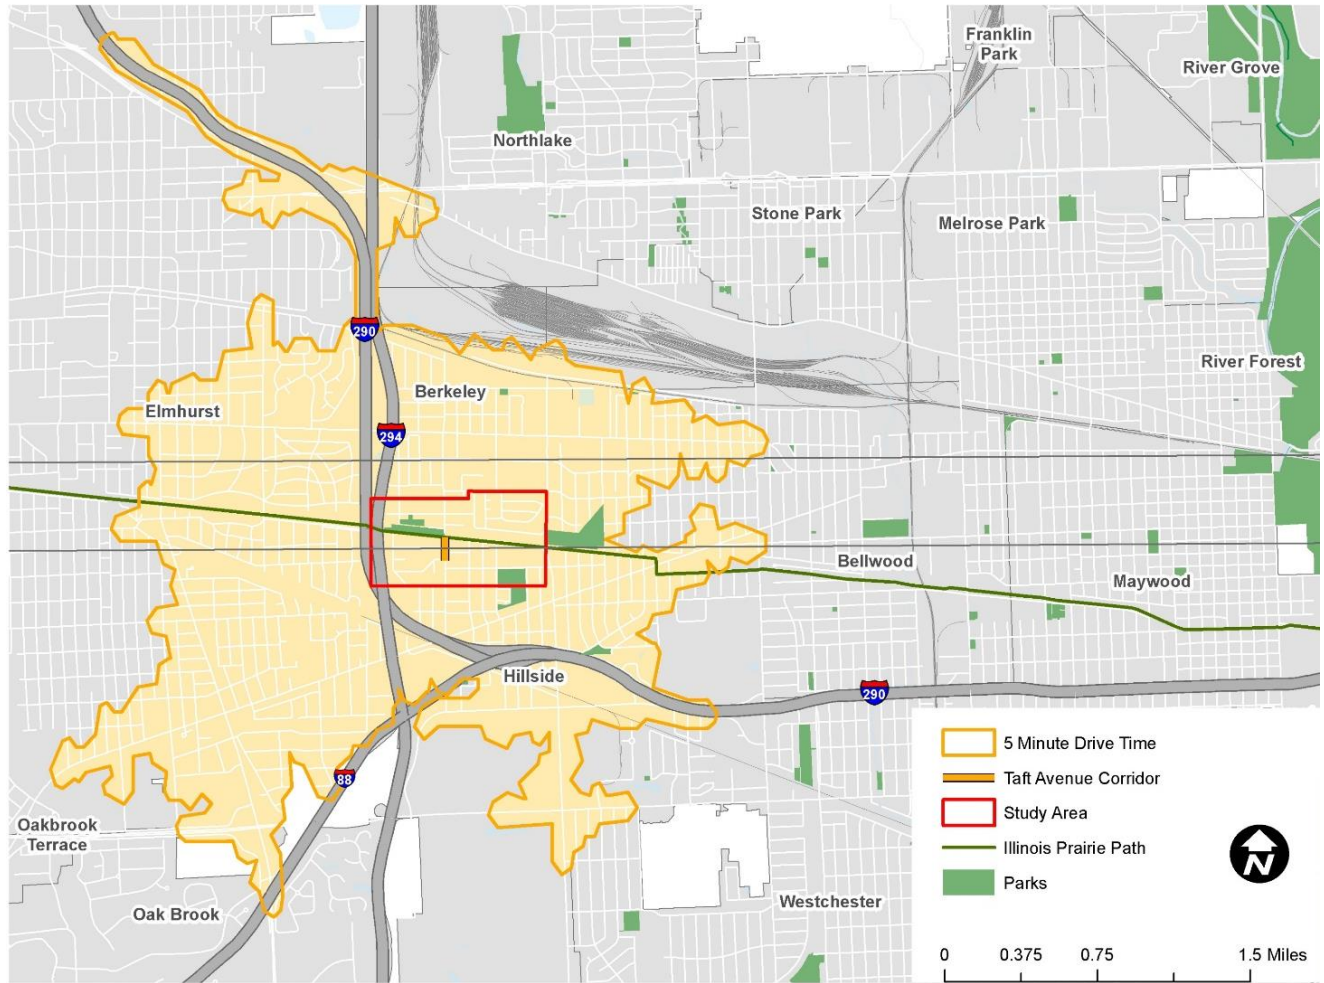 Franklin
Park
River Grove
Northlake
Stone Park
Melrose Park
290
River Forest
Berkeley
Elmhurst
294
Bellwood
Maywood
Hillside
290
88
Oakbrook
Terrace
Oak Brook
Westchester
5 Minute Drive Time
Taft Avenue Corridor
Study Area
Illinois Prairie Path
Parks
N
0 0.375 0.75 1.5 Miles